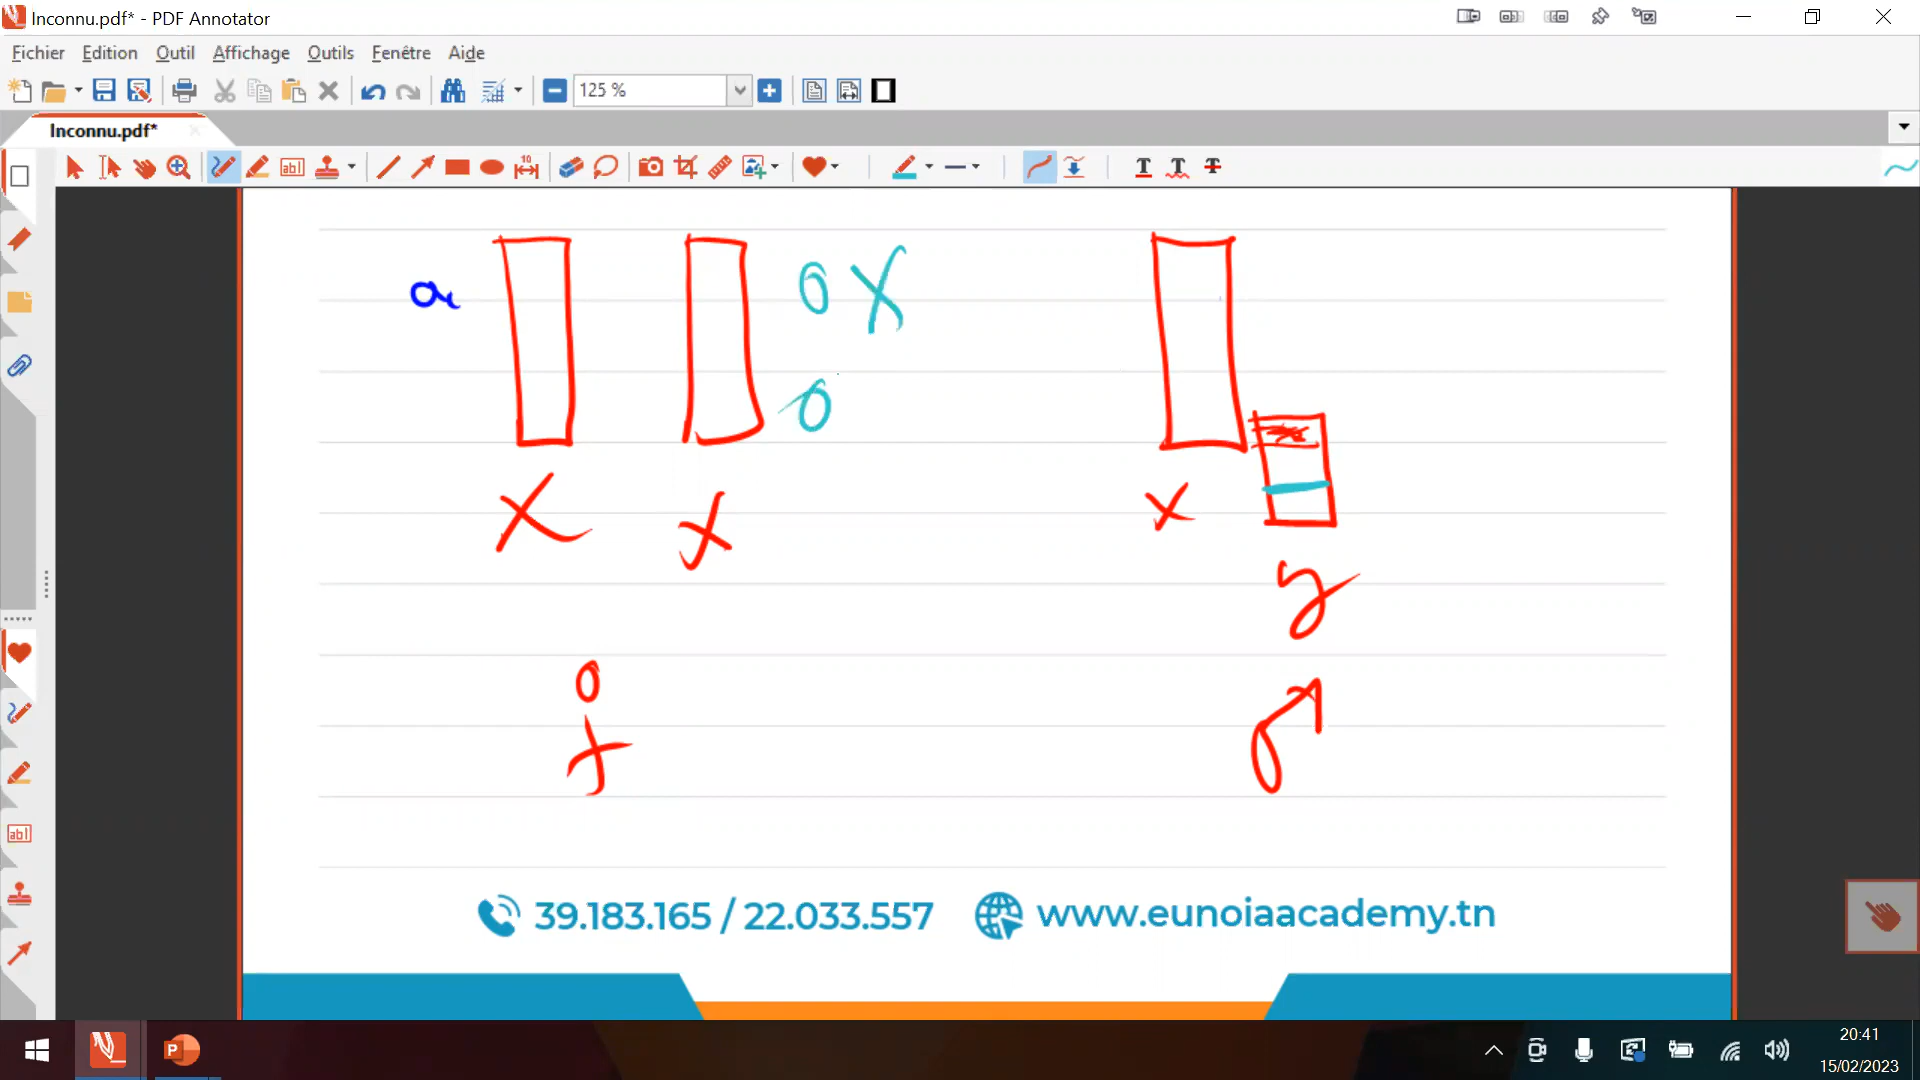 Inconnu.pdf* - PDF Annotator
Fichier Edition Outil Affichage Outils Fenêtre Aide
125 %
Inconnu.pdf*
a
X
X
X
y
39.183.165 / 22.033.557
www.eunoiaacademy.tn
20:41
15/02/2023